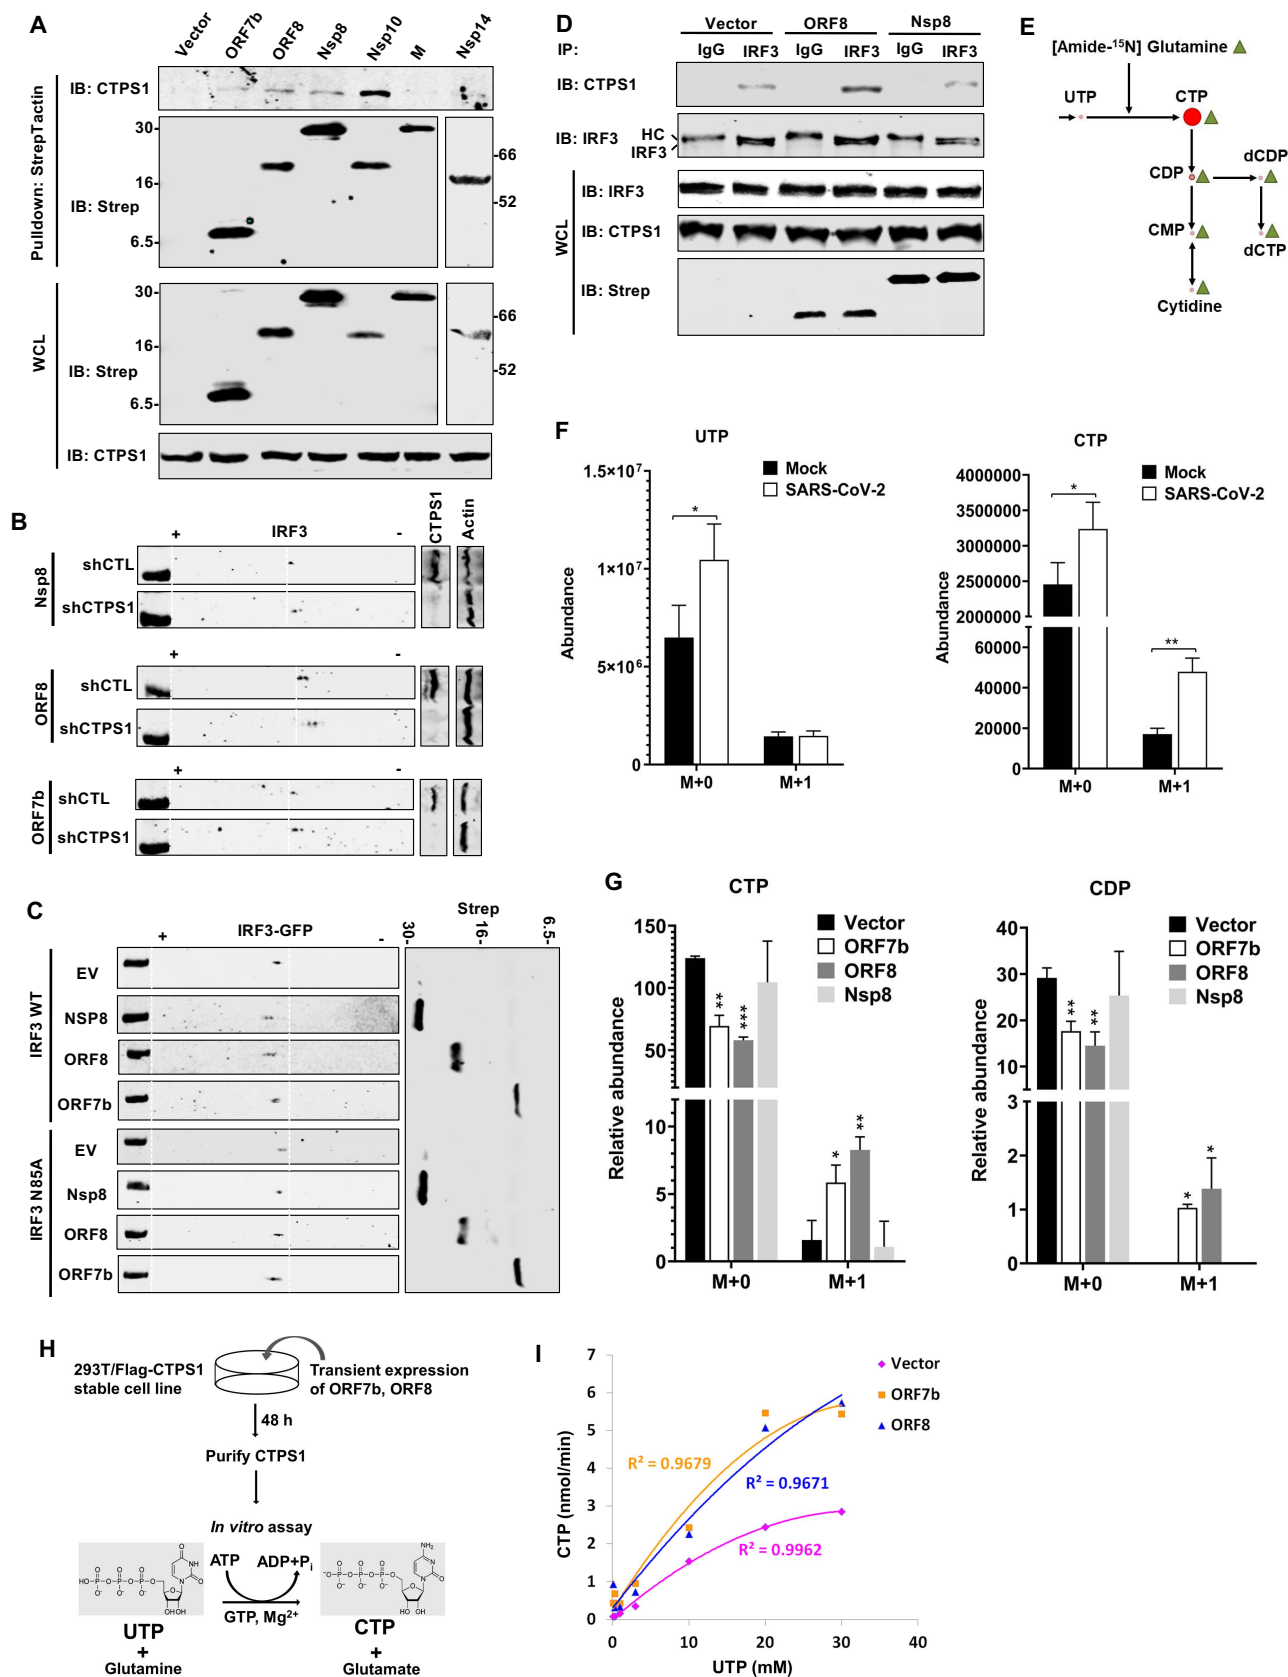 A
Vector
ORF7b
ORF8
Nsp8
Nsp10
M
Nsp14
Pulldown: StrepTactin
IB: CTPS1
IB: Strep
30-
16-
6.5-
-66
-52
WCL
IB: Strep
30-
16-
6.5-
-66
-52
IB: CTPS1
B
+ IRF3 -
CTPS1
Actin
Nsp8
shCTL
shCTPS1
+ -
ORF8
shCTL
shCTPS1
+ -
ORF7b
shCTL
shCTPS1
C
+ IRF3-GFP -
Strep
30-
16-
6.5-
IRF3 WT
EV
NSP8
ORF8
ORF7b
IRF3 N85A
EV
Nsp8
ORF8
ORF7b
D
Vector ORF8 Nsp8
IP: IgG IRF3 IgG IRF3 IgG IRF3
IB: CTPS1
IB: IRF3
HC
IRF3
WCL
IB: IRF3
IB: CTPS1
IB: Strep
E
[Amide-¹⁵N] Glutamine
UTP CTP
CDP dCDP
CMP dCTP
Cytidine
F
UTP
Mock
SARS-CoV-2
Abundance
1.5×10⁷
1×10⁷
5×10⁶
0
*
M+0 M+1
CTP
Mock
SARS-CoV-2
Abundance
4000000
3500000
3000000
2500000
2000000
60000
40000
20000
0
*
**
M+0 M+1
G
CTP
Vector
ORF7b
ORF8
Nsp8
Relative abundance
150
100
50
10
5
0
**
***
*
**
M+0 M+1
CDP
Vector
ORF7b
ORF8
Nsp8
Relative abundance
40
30
20
10
3
2
1
0
**
**
*
*
M+0 M+1
H
293T/Flag-CTPS1
stable cell line
Transient expression
of ORF7b, ORF8
48 h
Purify CTPS1
In vitro assay
ATP ADP+Pi
GTP, Mg²⁺
UTP
+
Glutamine
CTP
+
Glutamate
I
Vector
ORF7b
ORF8
CTP (nmol/min)
7
6
5
4
3
2
1
0
R² = 0.9679
R² = 0.9671
R² = 0.9962
0 10 20 30 40
UTP (mM)